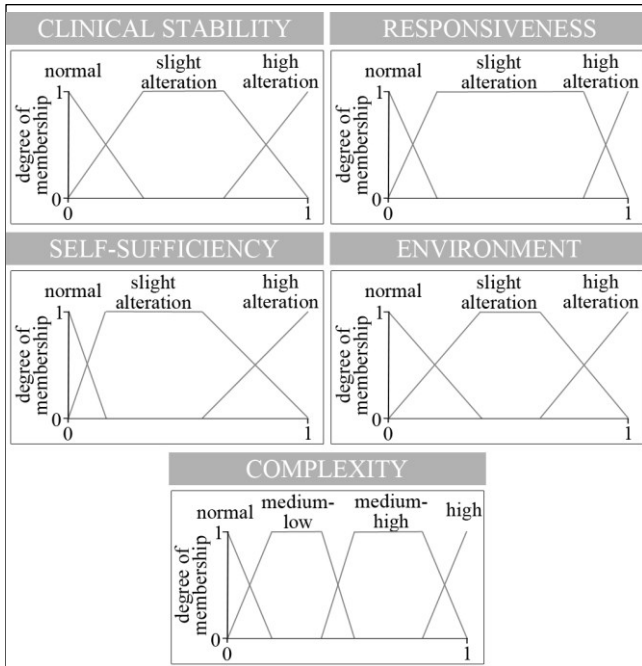 CLINICAL STABILITY
normal
slight
alteration
high
alteration
degree of
membership
1
0
0
1
RESPONSIVENESS
normal
slight
alteration
high
alteration
degree of
membership
1
0
0
1
SELF-SUFFICIENCY
normal
slight
alteration
high
alteration
degree of
membership
1
0
0
1
ENVIRONMENT
normal
slight
alteration
high
alteration
degree of
membership
1
0
0
1
COMPLEXITY
normal
medium-
low
medium-
high
high
degree of
membership
1
0
0
1